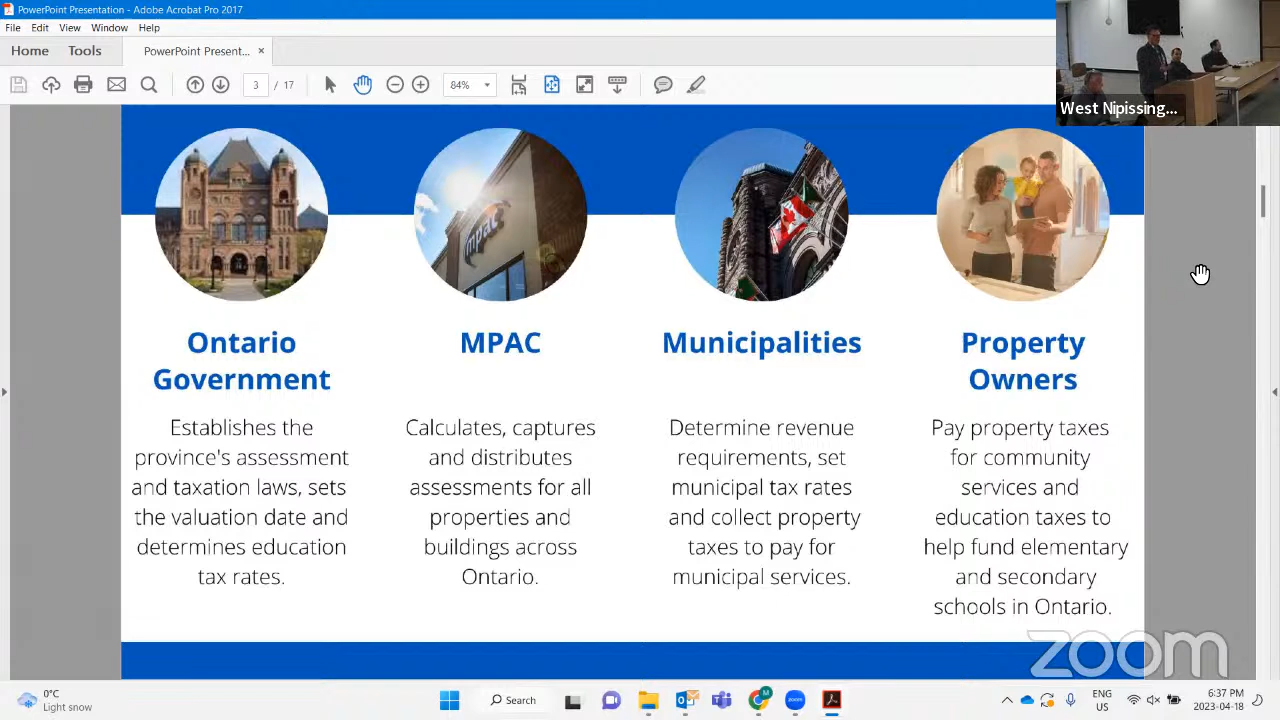 PowerPoint Presentation - Adobe Acrobat Pro 2017
File Edit View Window Help
Home Tools PowerPoint Present... ×
3 / 17 84%
West Nipissing...
mpac
Ontario Government
Establishes the
province's assessment
and taxation laws, sets
the valuation date and
determines education
tax rates.
MPAC
Calculates, captures
and distributes
assessments for all
properties and
buildings across
Ontario.
Municipalities
Determine revenue
requirements, set
municipal tax rates
and collect property
taxes to pay for
municipal services.
Property
Owners
Pay property taxes
for community
services and
education taxes to
help fund elementary
and secondary
schools in Ontario.
zoom
0°C
Light snow
Search
ENG
US
6:37 PM
2023-04-18